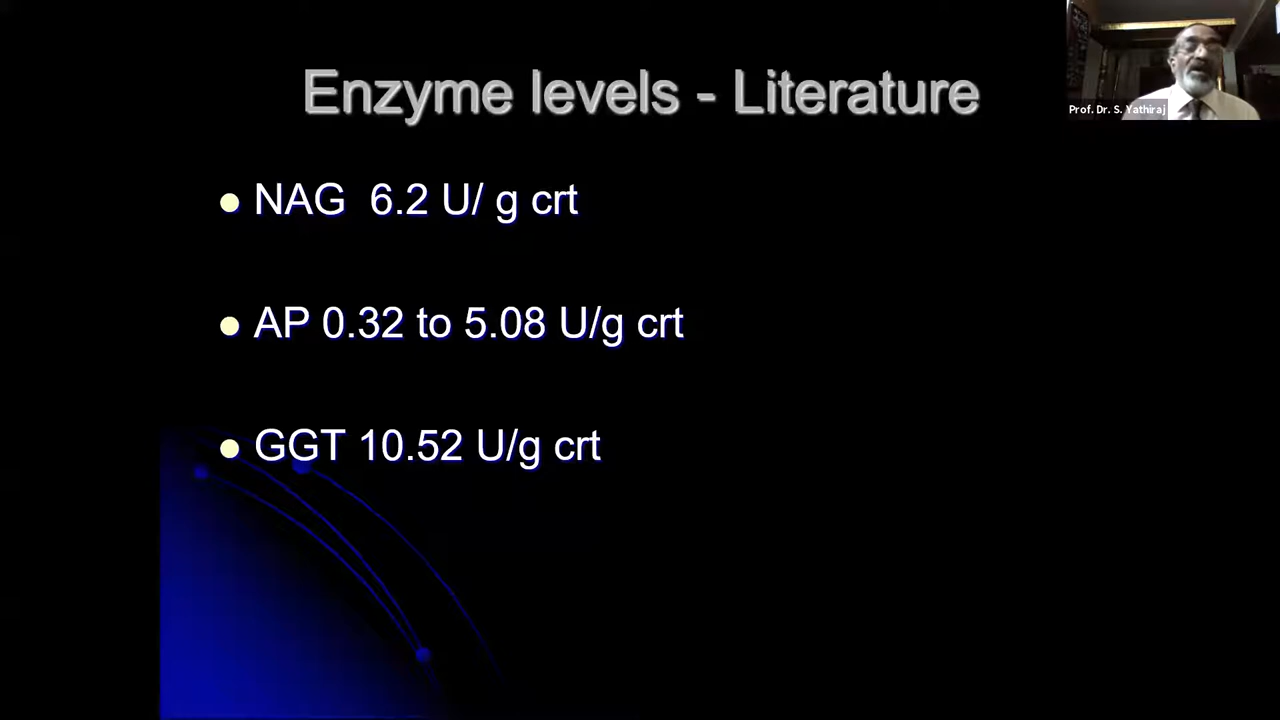 Enzyme levels - Literature
NAG 6.2 U/ g crt
AP 0.32 to 5.08 U/g crt
GGT 10.52 U/g crt
Prof. Dr. S. Yathiraj